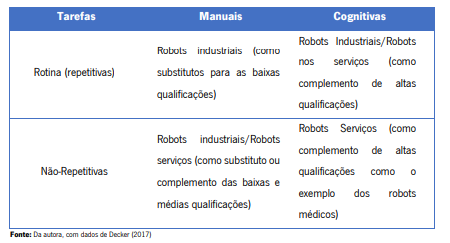 Tarefas Manuais Cognitivas
Rotina (repetitivas)
Robots industriais (como
substitutos para as baixas
qualificações)
Robots Industriais/Robots
nos serviços (como
complemento de altas
qualificações)
Não-Repetitivas
Robots industriais/Robots
serviços (como substituto ou
complemento das baixas e
médias qualificações)
Robots Serviços (como
complemento de altas
qualificações como o
exemplo dos robots
médicos)
Fonte: Da autora, com dados de Decker (2017)